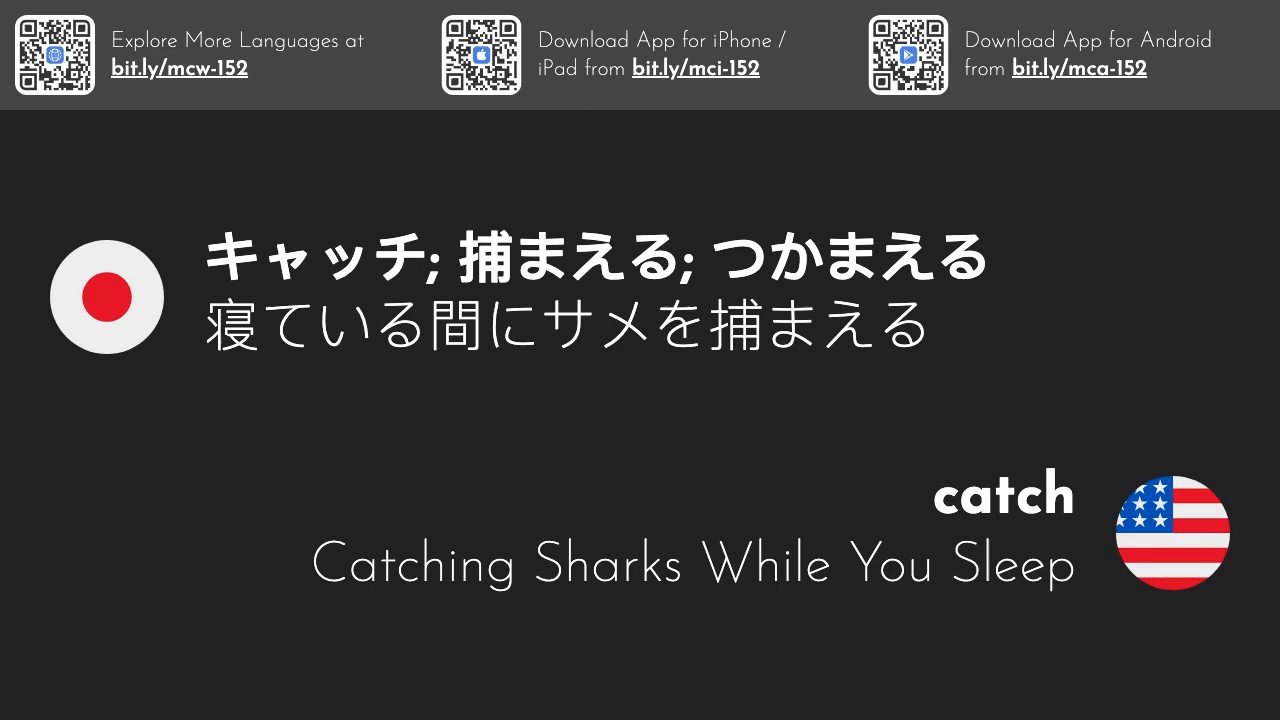 Explore More Languages at
bit.ly/mcw-152
Download App for iPhone /
iPad from bit.ly/mci-152
Download App for Android
from bit.ly/mca-152
キャッチ; 捕まえる; つかまえる
寝ている間にサメを捕まえる
catch
Catching Sharks While You Sleep